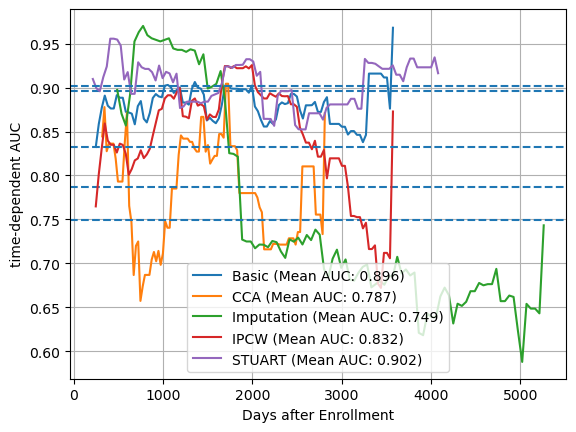 0.95
0.90
0.85
0.80
0.75
0.70
0.65
0.60
time-dependent AUC
Basic (Mean AUC: 0.896)
CCA (Mean AUC: 0.787)
Imputation (Mean AUC: 0.749)
IPCW (Mean AUC: 0.832)
STUART (Mean AUC: 0.902)
0 1000 2000 3000 4000 5000
Days after Enrollment